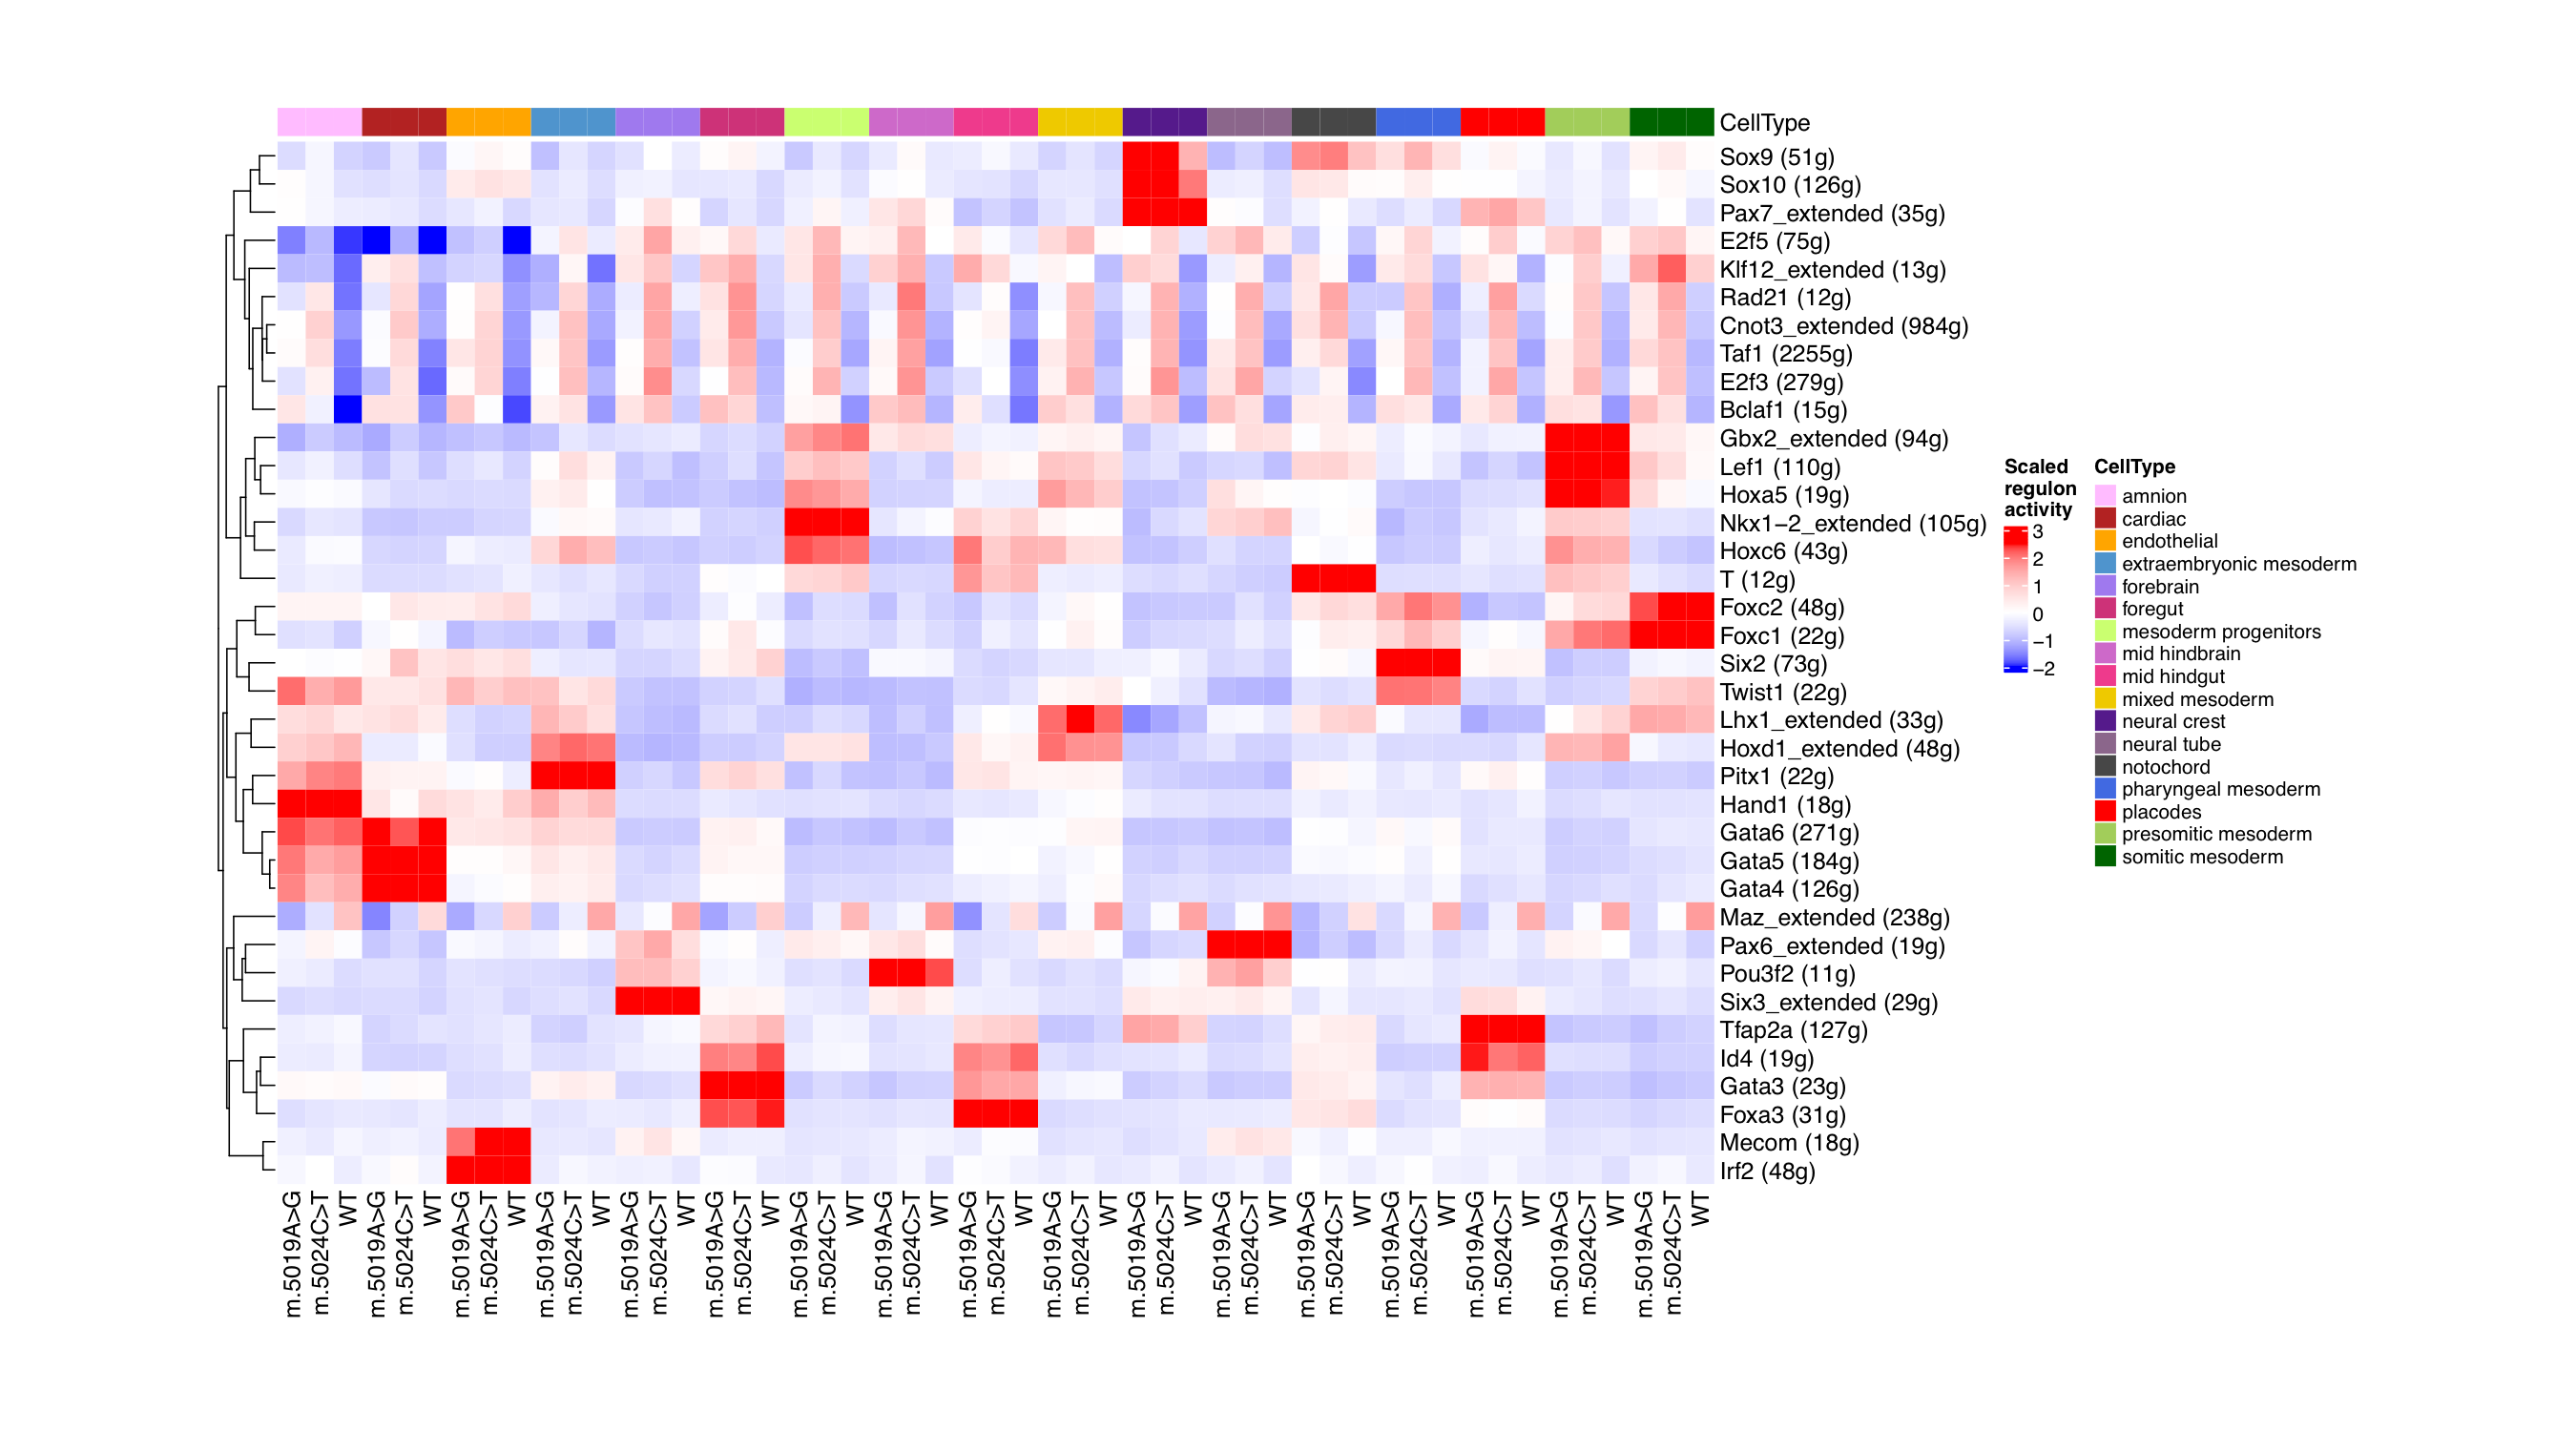 CellType
Sox9 (51g)
Sox10 (126g)
Pax7_extended (35g)
E2f5 (75g)
Klf12_extended (13g)
Rad21 (12g)
Cnot3_extended (984g)
Taf1 (2255g)
E2f3 (279g)
Bclaf1 (15g)
Gbx2_extended (94g)
Lef1 (110g)
Hoxa5 (19g)
Nkx1−2_extended (105g)
Hoxc6 (43g)
T (12g)
Foxc2 (48g)
Foxc1 (22g)
Six2 (73g)
Twist1 (22g)
Lhx1_extended (33g)
Hoxd1_extended (48g)
Pitx1 (22g)
Hand1 (18g)
Gata6 (271g)
Gata5 (184g)
Gata4 (126g)
Maz_extended (238g)
Pax6_extended (19g)
Pou3f2 (11g)
Six3_extended (29g)
Tfap2a (127g)
Id4 (19g)
Gata3 (23g)
Foxa3 (31g)
Mecom (18g)
Irf2 (48g)
m.5019A>G
m.5024C>T
WT
m.5019A>G
m.5024C>T
WT
m.5019A>G
m.5024C>T
WT
m.5019A>G
m.5024C>T
WT
m.5019A>G
m.5024C>T
WT
m.5019A>G
m.5024C>T
WT
m.5019A>G
m.5024C>T
WT
m.5019A>G
m.5024C>T
WT
m.5019A>G
m.5024C>T
WT
m.5019A>G
m.5024C>T
WT
m.5019A>G
m.5024C>T
WT
m.5019A>G
m.5024C>T
WT
m.5019A>G
m.5024C>T
WT
m.5019A>G
m.5024C>T
WT
m.5019A>G
m.5024C>T
WT
m.5019A>G
m.5024C>T
WT
m.5019A>G
m.5024C>T
WT
Scaled
regulon
activity
3
2
1
0
−1
−2
CellType
amnion
cardiac
endothelial
extraembryonic mesoderm
forebrain
foregut
mesoderm progenitors
mid hindbrain
mid hindgut
mixed mesoderm
neural crest
neural tube
notochord
pharyngeal mesoderm
placodes
presomitic mesoderm
somitic mesoderm